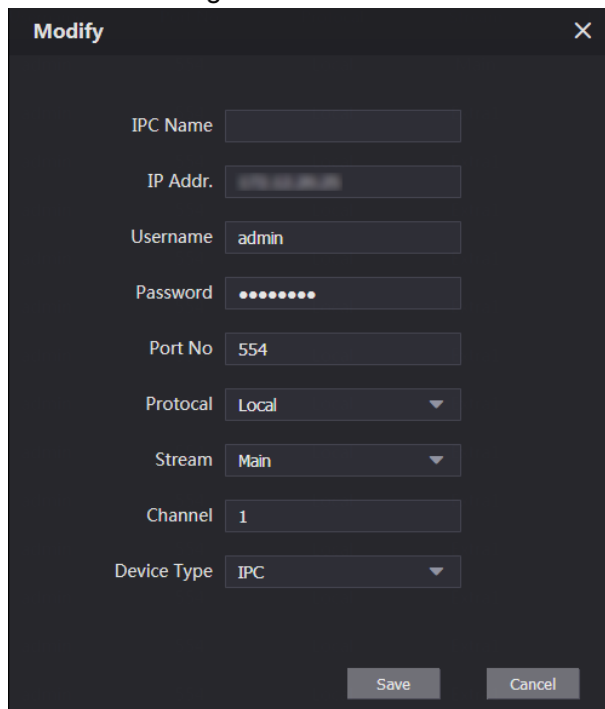 Modify
IPC Name
IP Addr.
Username admin
Password ●●●●●●●●
Port No 554
Protocal Local
Stream Main
Channel 1
Device Type IPC
Save Cancel